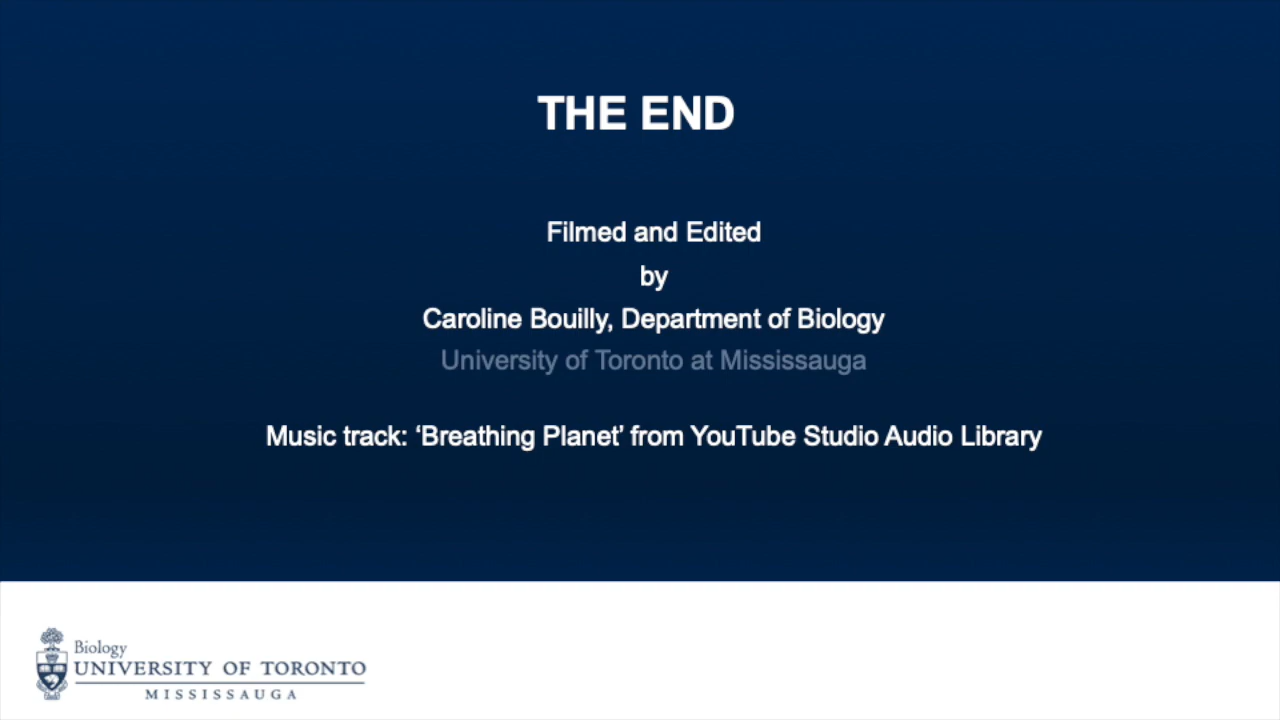 THE END
Filmed and Edited
by
Caroline Bouilly, Department of Biology
University of Toronto at Mississauga
Music track: ‘Breathing Planet’ from YouTube Studio Audio Library
Biology
UNIVERSITY OF TORONTO
MISSISSAUGA